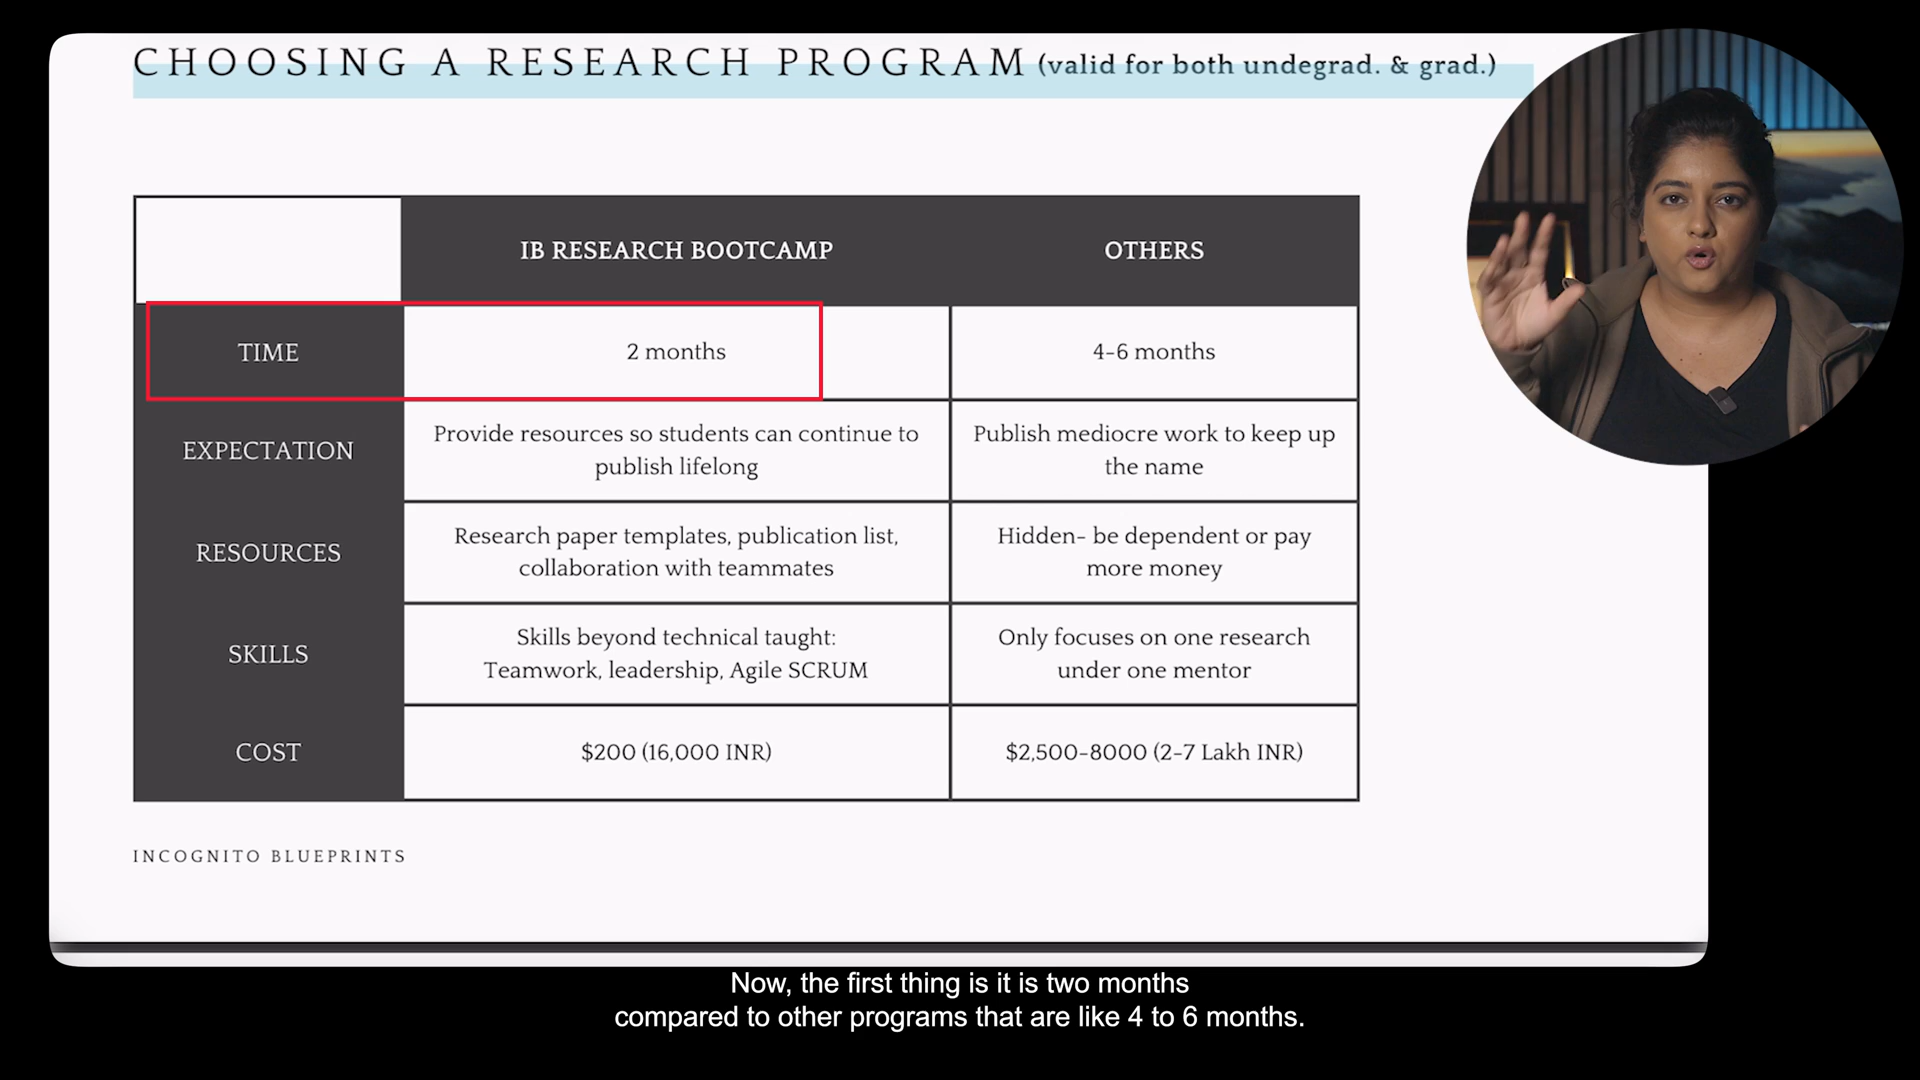 CHOOSING A RESEARCH PROGRAM (valid for both undegrad. & grad.)
IB RESEARCH BOOTCAMP
OTHERS
TIME
2 months
4-6 months
EXPECTATION
Provide resources so students can continue to
publish lifelong
Publish mediocre work to keep up
the name
RESOURCES
Research paper templates, publication list,
collaboration with teammates
Hidden- be dependent or pay
more money
SKILLS
Skills beyond technical taught:
Teamwork, leadership, Agile SCRUM
Only focuses on one research
under one mentor
COST
$200 (16,000 INR)
$2,500-8000 (2-7 Lakh INR)
INCOGNITO BLUEPRINTS
Now, the first thing is it is two months
compared to other programs that are like 4 to 6 months.